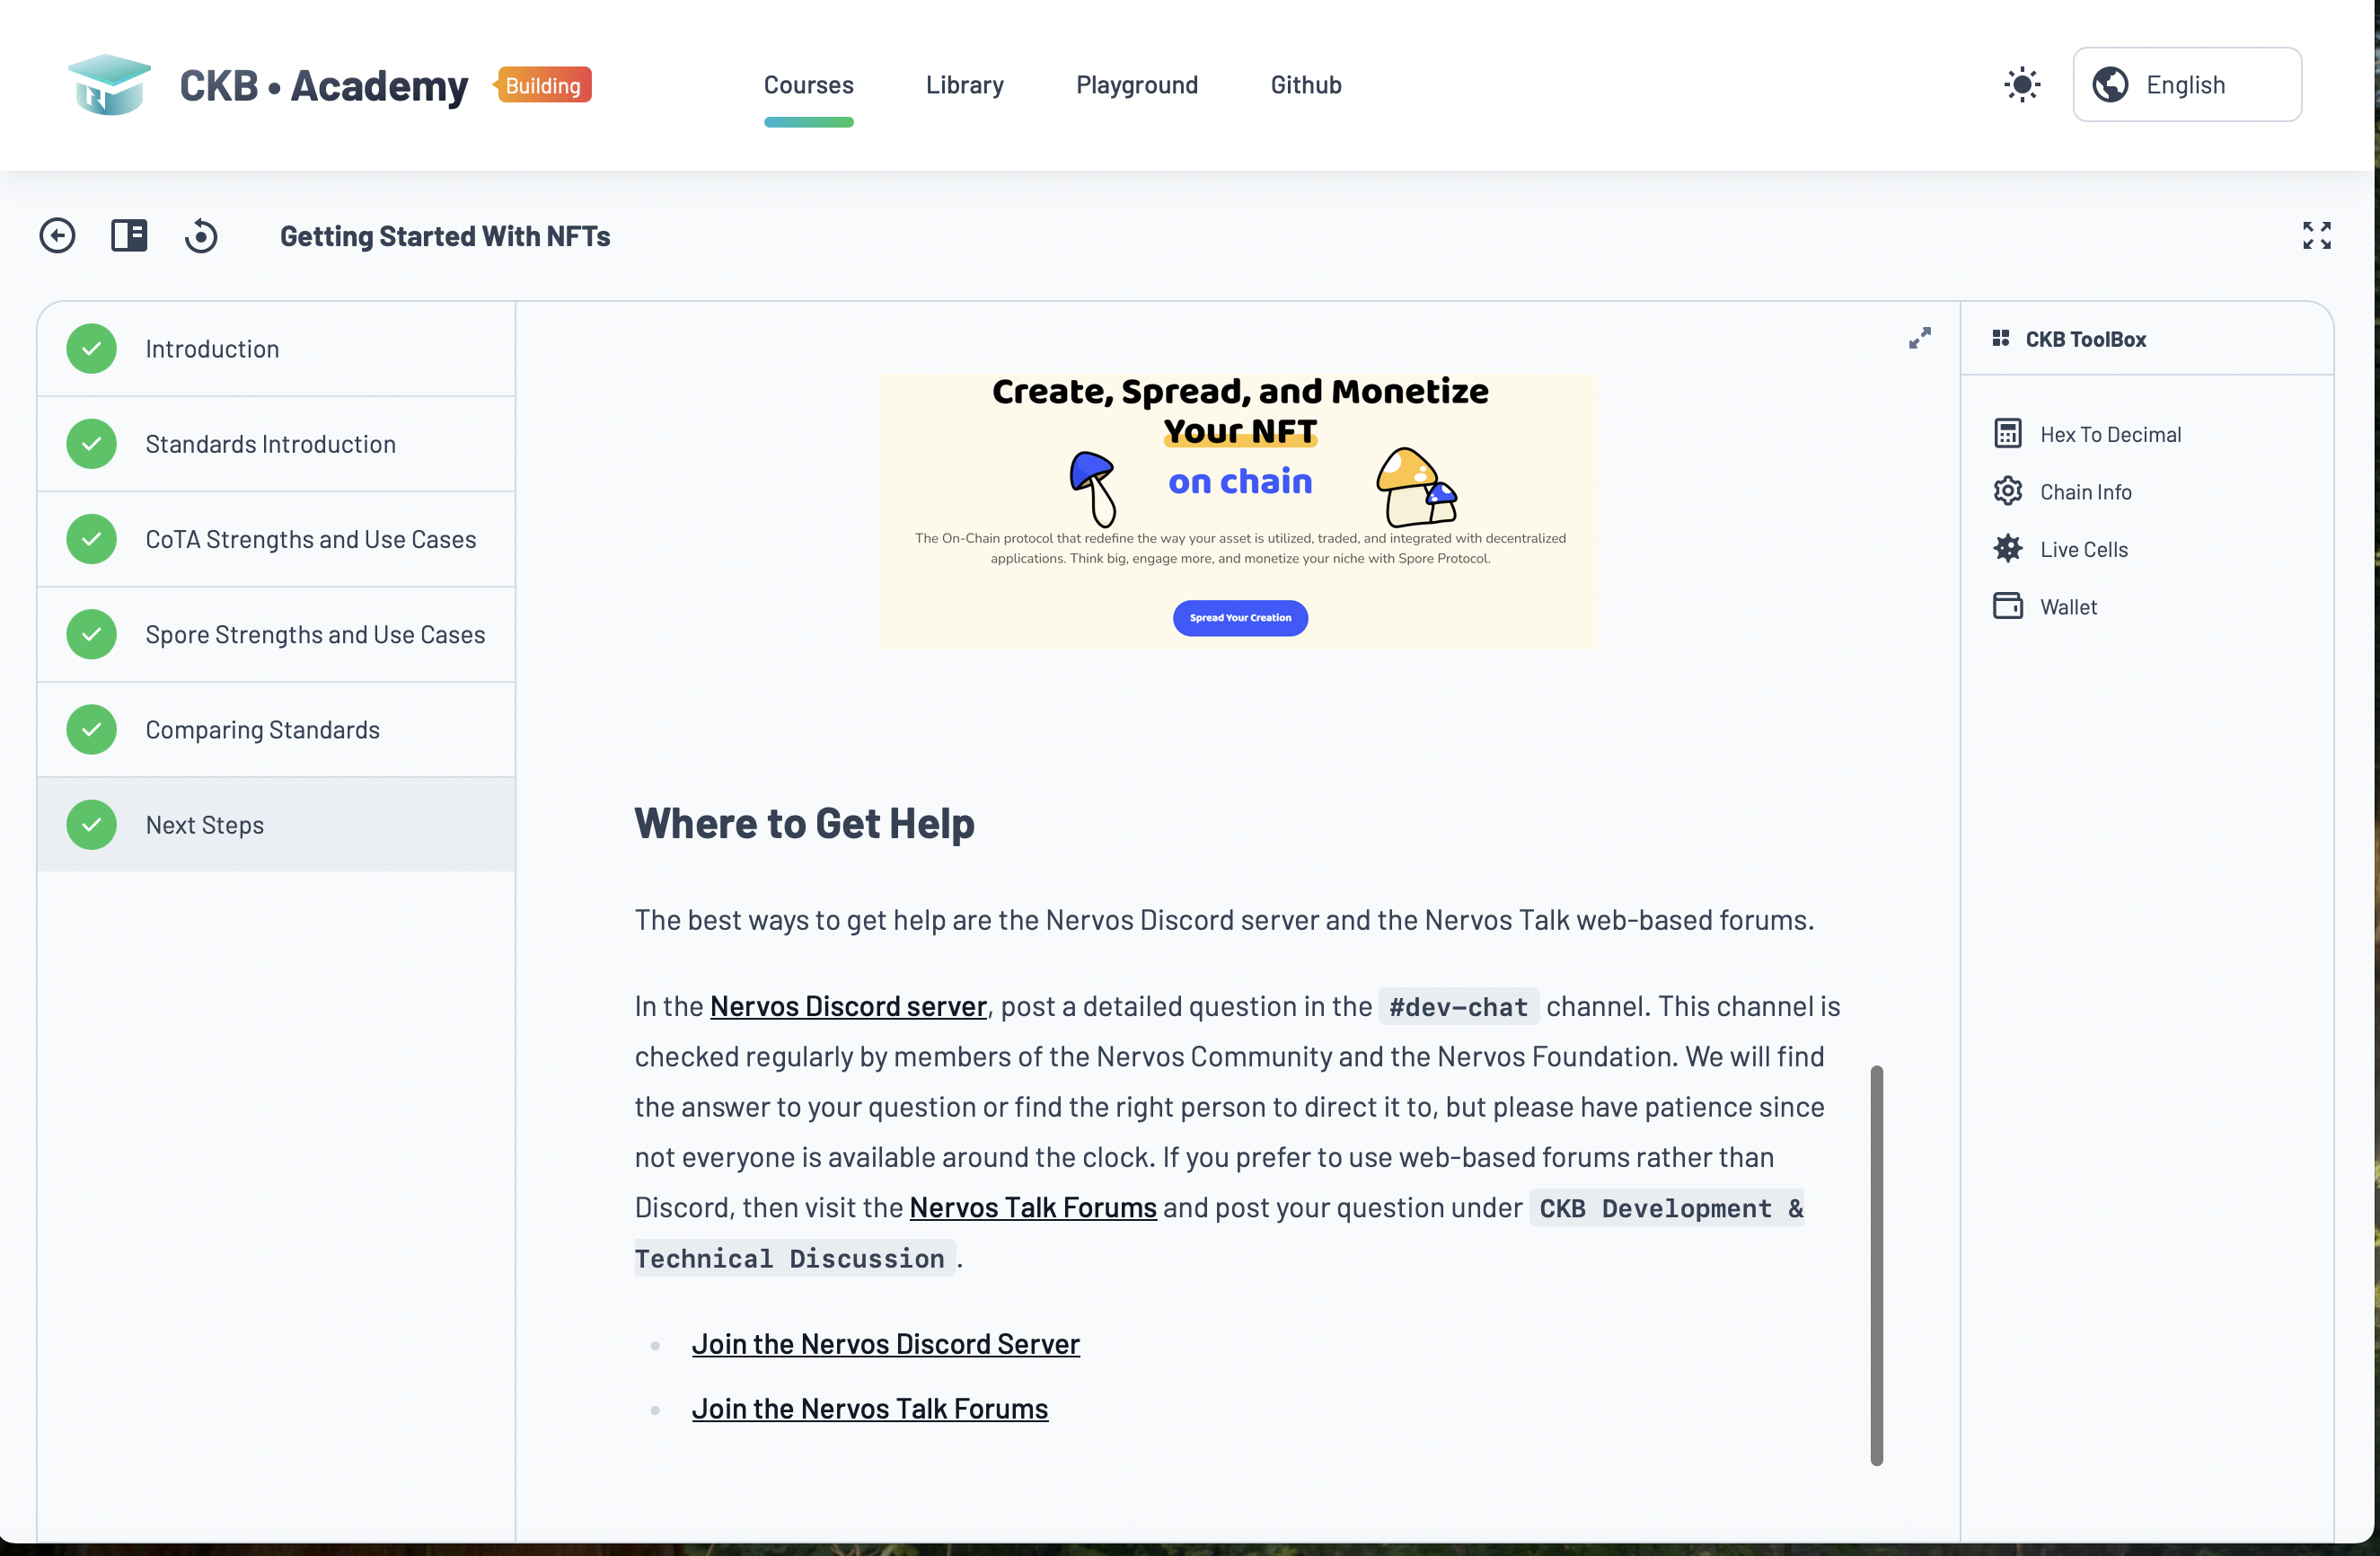 CKB • Academy
Building
Courses
Library
Playground
Github
English
Getting Started With NFTs
Introduction
Standards Introduction
CoTA Strengths and Use Cases
Spore Strengths and Use Cases
Comparing Standards
Next Steps
Create, Spread, and Monetize
Your NFT
on chain
The On-Chain protocol that redefine the way your asset is utilized, traded, and integrated with decentralized
applications. Think big, engage more, and monetize your niche with Spore Protocol.
Spread Your Creation
Where to Get Help
The best ways to get help are the Nervos Discord server and the Nervos Talk web-based forums.
In the Nervos Discord server, post a detailed question in the #dev-chat channel. This channel is
checked regularly by members of the Nervos Community and the Nervos Foundation. We will find
the answer to your question or find the right person to direct it to, but please have patience since
not everyone is available around the clock. If you prefer to use web-based forums rather than
Discord, then visit the Nervos Talk Forums and post your question under CKB Development &
Technical Discussion.
Join the Nervos Discord Server
Join the Nervos Talk Forums
CKB ToolBox
Hex To Decimal
Chain Info
Live Cells
Wallet